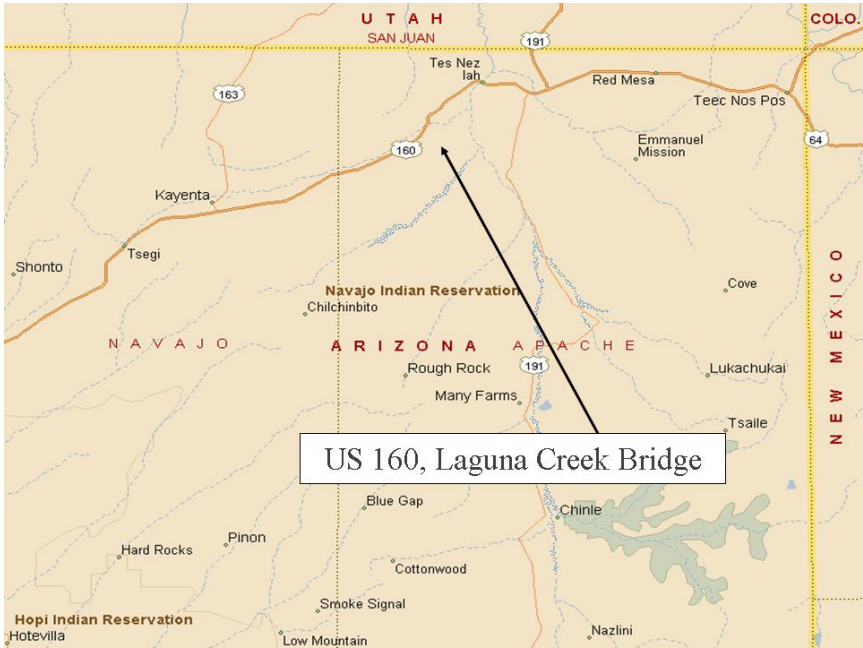 UTAH
SAN JUAN
COLO.
191
Tes Nez
Iah
Red Mesa
Teec Nos Pos
163
160
Emmanuel
Mission
64
Kayenta
Tsegi
Shonto
Navajo Indian Reservation
Cove
Chilchinbito
NAVAJO
ARIZONA
APACHE
NEW MEXICO
191
Rough Rock
Lukachukai
Many Farms
Tsaile
US 160, Laguna Creek Bridge
Blue Gap
Chinle
Pinon
Hard Rocks
Cottonwood
Smoke Signal
Hopi Indian Reservation
Hotevilla
Low Mountain
Nazlini